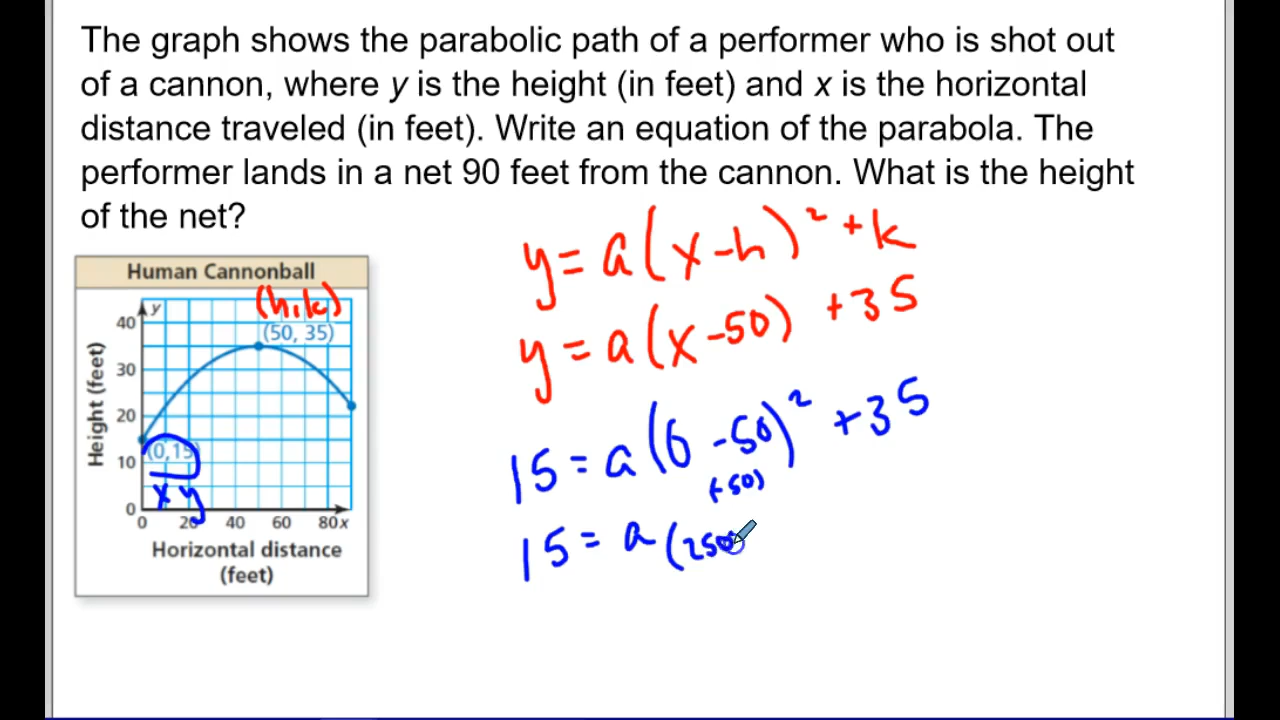 The graph shows the parabolic path of a performer who is shot out
of a cannon, where y is the height (in feet) and x is the horizontal
distance traveled (in feet). Write an equation of the parabola. The
performer lands in a net 90 feet from the cannon. What is the height
of the net?
y = a(x - h)² + k
y = a(x - 50) + 35
15 = a(0 - 50)² + 35
(-50)
15 = a(2500
Human Cannonball
(h, k)
y
(50, 35)
40
30
20
10
0
Height (feet)
(0, 15)
x y
0 20 40 60 80 x
Horizontal distance
(feet)